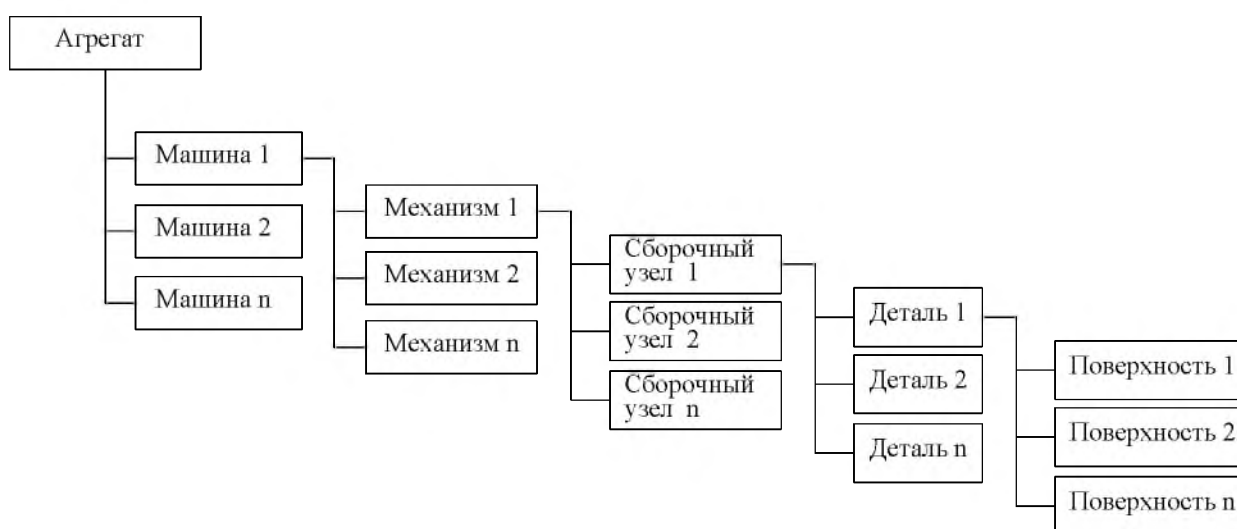 Агрегат
Машина 1
Машина 2
Машина n
Механизм 1
Механизм 2
Механизм n
Сборочный
узел 1
Сборочный
узел 2
Сборочный
узел n
Деталь 1
Деталь 2
Деталь n
Поверхность 1
Поверхность 2
Поверхность n